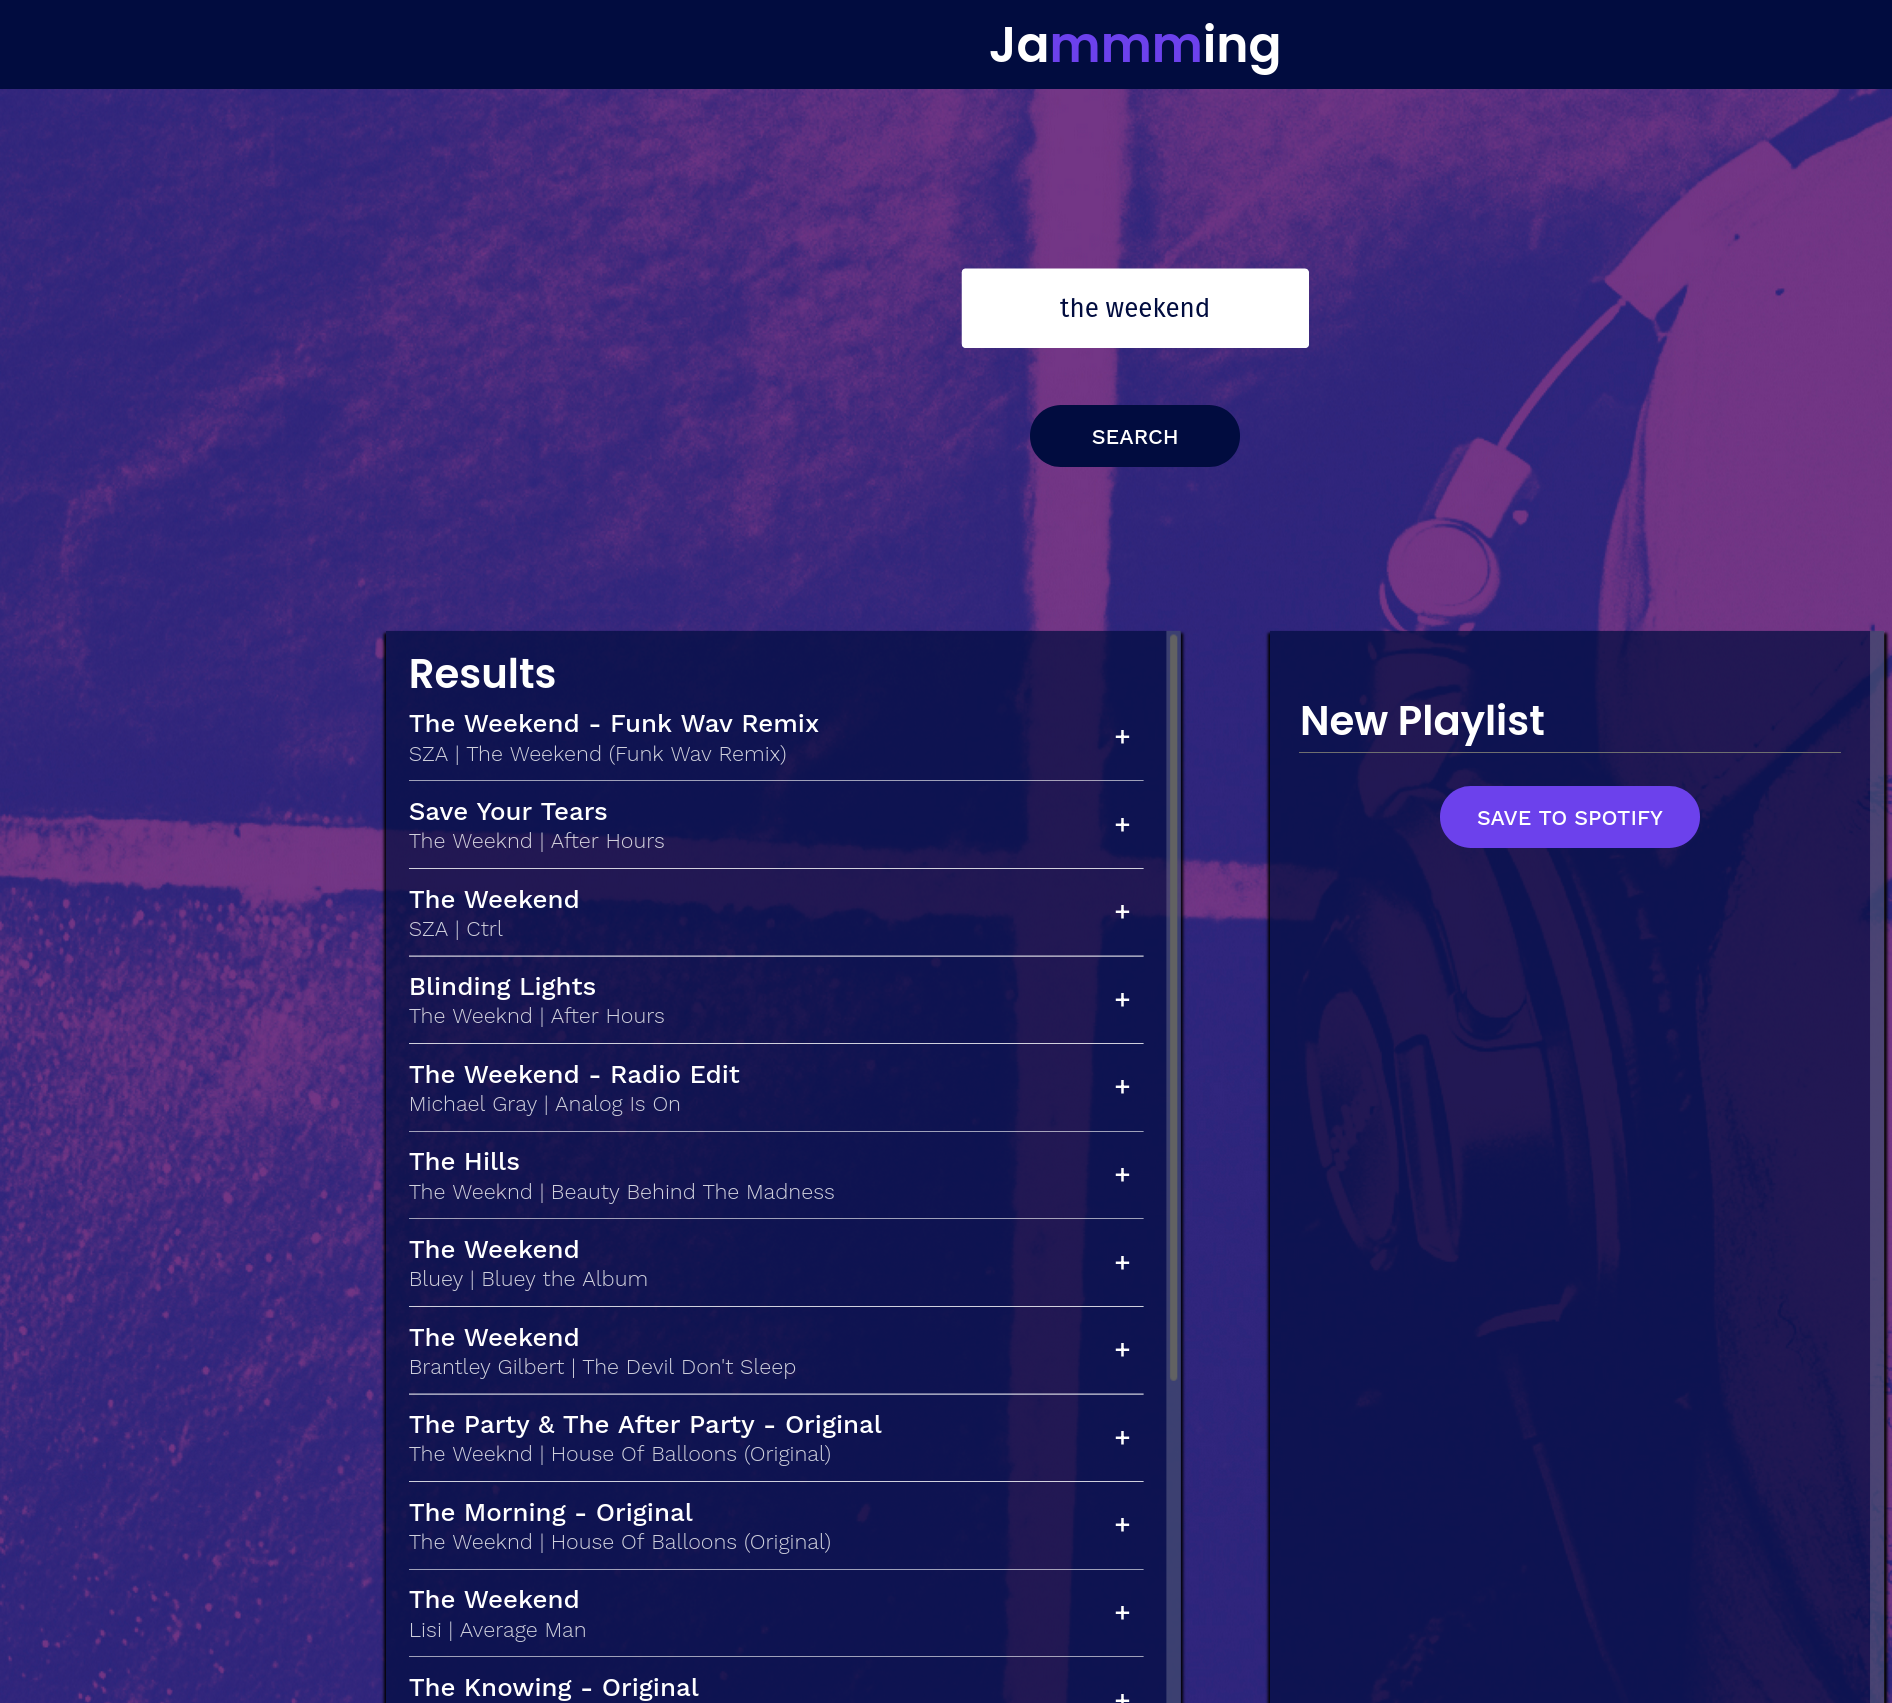 Jammming
the weekend
SEARCH
Results
The Weekend - Funk Wav Remix
SZA | The Weekend (Funk Wav Remix)
+
Save Your Tears
The Weeknd | After Hours
+
The Weekend
SZA | Ctrl
+
Blinding Lights
The Weeknd | After Hours
+
The Weekend - Radio Edit
Michael Gray | Analog Is On
+
The Hills
The Weeknd | Beauty Behind The Madness
+
The Weekend
Bluey | Bluey the Album
+
The Weekend
Brantley Gilbert | The Devil Don't Sleep
+
The Party & The After Party - Original
The Weeknd | House Of Balloons (Original)
+
The Morning - Original
The Weeknd | House Of Balloons (Original)
+
The Weekend
Lisi | Average Man
+
The Knowing - Original
+
New Playlist
SAVE TO SPOTIFY